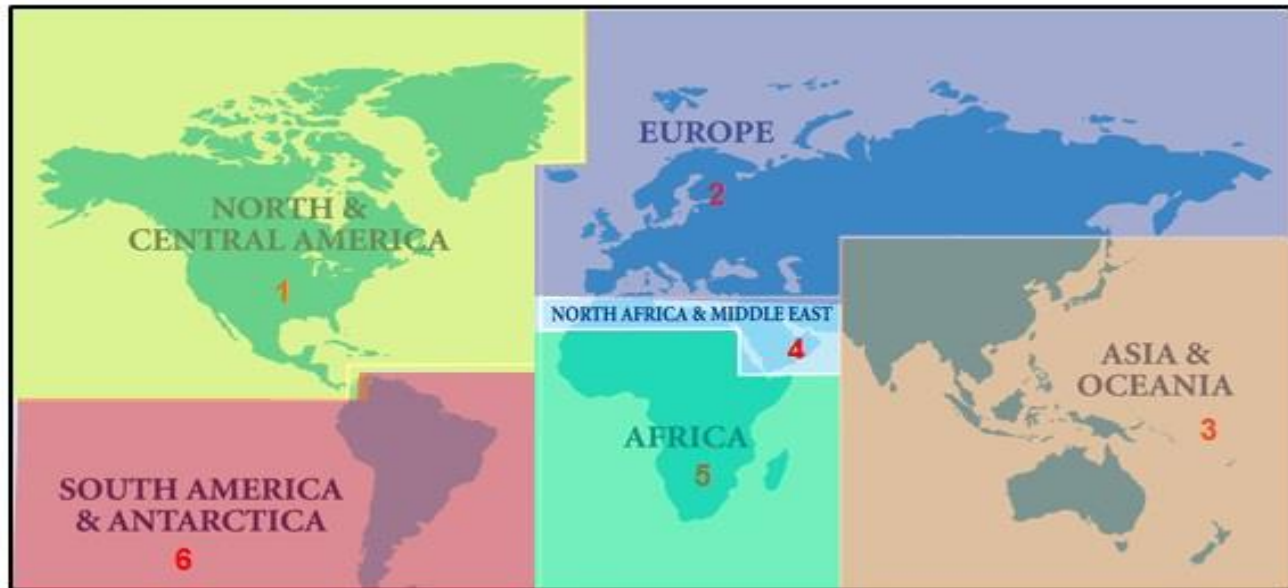 EUROPE
2
NORTH &
CENTRAL AMERICA
1
NORTH AFRICA & MIDDLE EAST
4
ASIA &
OCEANIA
3
AFRICA
5
SOUTH AMERICA
& ANTARCTICA
6